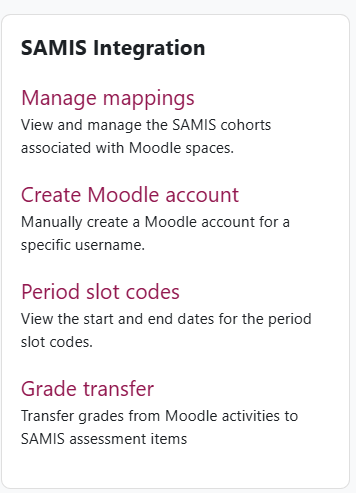 SAMIS Integration
Manage mappings
View and manage the SAMIS cohorts
associated with Moodle spaces.
Create Moodle account
Manually create a Moodle account for a
specific username.
Period slot codes
View the start and end dates for the period
slot codes.
Grade transfer
Transfer grades from Moodle activities to
SAMIS assessment items